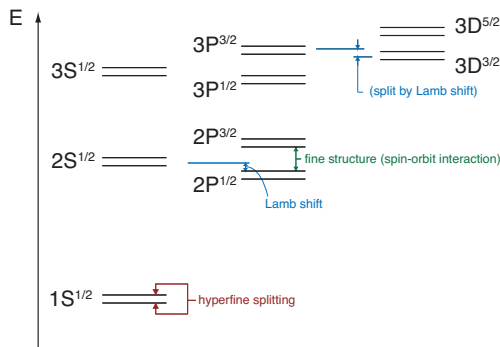 E
3D5/2
3P3/2
3S1/2
3D3/2
3P1/2
(split by Lamb shift)
2P3/2
2S1/2
fine structure (spin-orbit interaction)
2P1/2
Lamb shift
1S1/2
hyperfine splitting